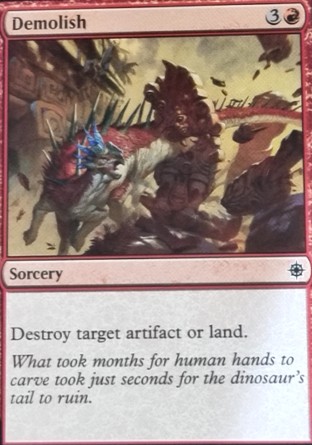 Demolish 3
Sorcery
Destroy target artifact or land.
What took months for human hands to
carve took just seconds for the dinosaur's
tail to ruin.